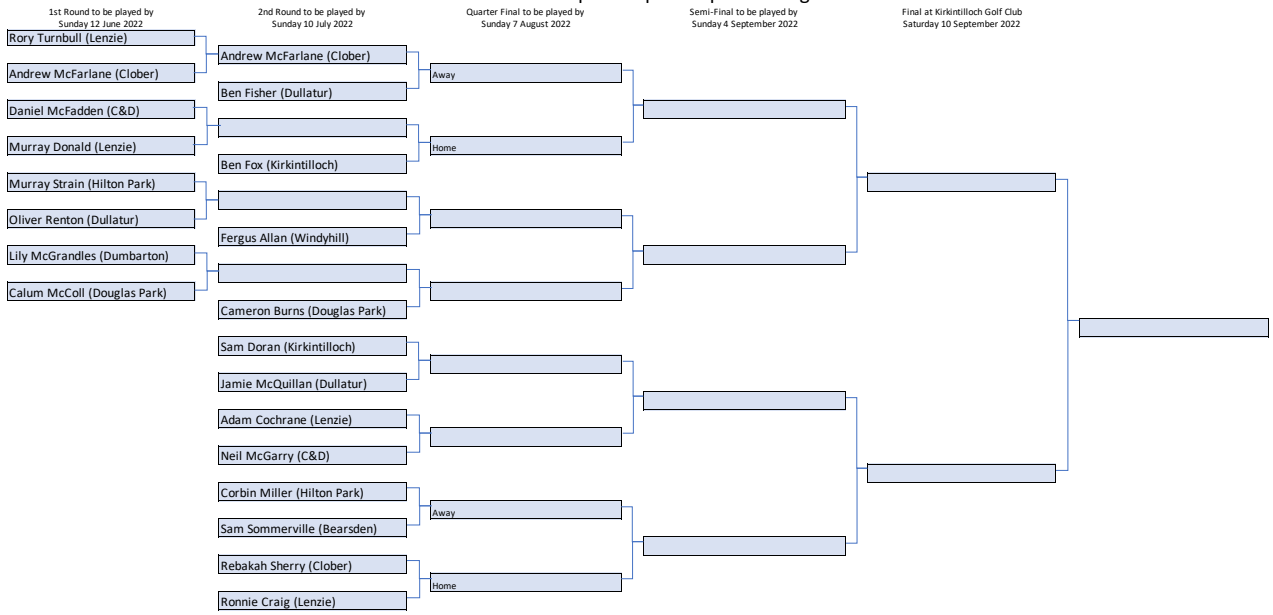 1st Round to be played by
Sunday 12 June 2022
2nd Round to be played by
Sunday 10 July 2022
Quarter Final to be played by
Sunday 7 August 2022
Semi-Final to be played by
Sunday 4 September 2022
Final at Kirkintilloch Golf Club
Saturday 10 September 2022
Rory Turnbull (Lenzie)
Andrew McFarlane (Clober)
Daniel McFadden (C&D)
Murray Donald (Lenzie)
Murray Strain (Hilton Park)
Oliver Renton (Dullatur)
Lily McGrandles (Dumbarton)
Calum McColl (Douglas Park)
Andrew McFarlane (Clober)
Ben Fisher (Dullatur)
Ben Fox (Kirkintilloch)
Fergus Allan (Windyhill)
Cameron Burns (Douglas Park)
Sam Doran (Kirkintilloch)
Jamie McQuillan (Dullatur)
Adam Cochrane (Lenzie)
Neil McGarry (C&D)
Corbin Miller (Hilton Park)
Sam Sommerville (Bearsden)
Rebakah Sherry (Clober)
Ronnie Craig (Lenzie)
Away
Home
Away
Home